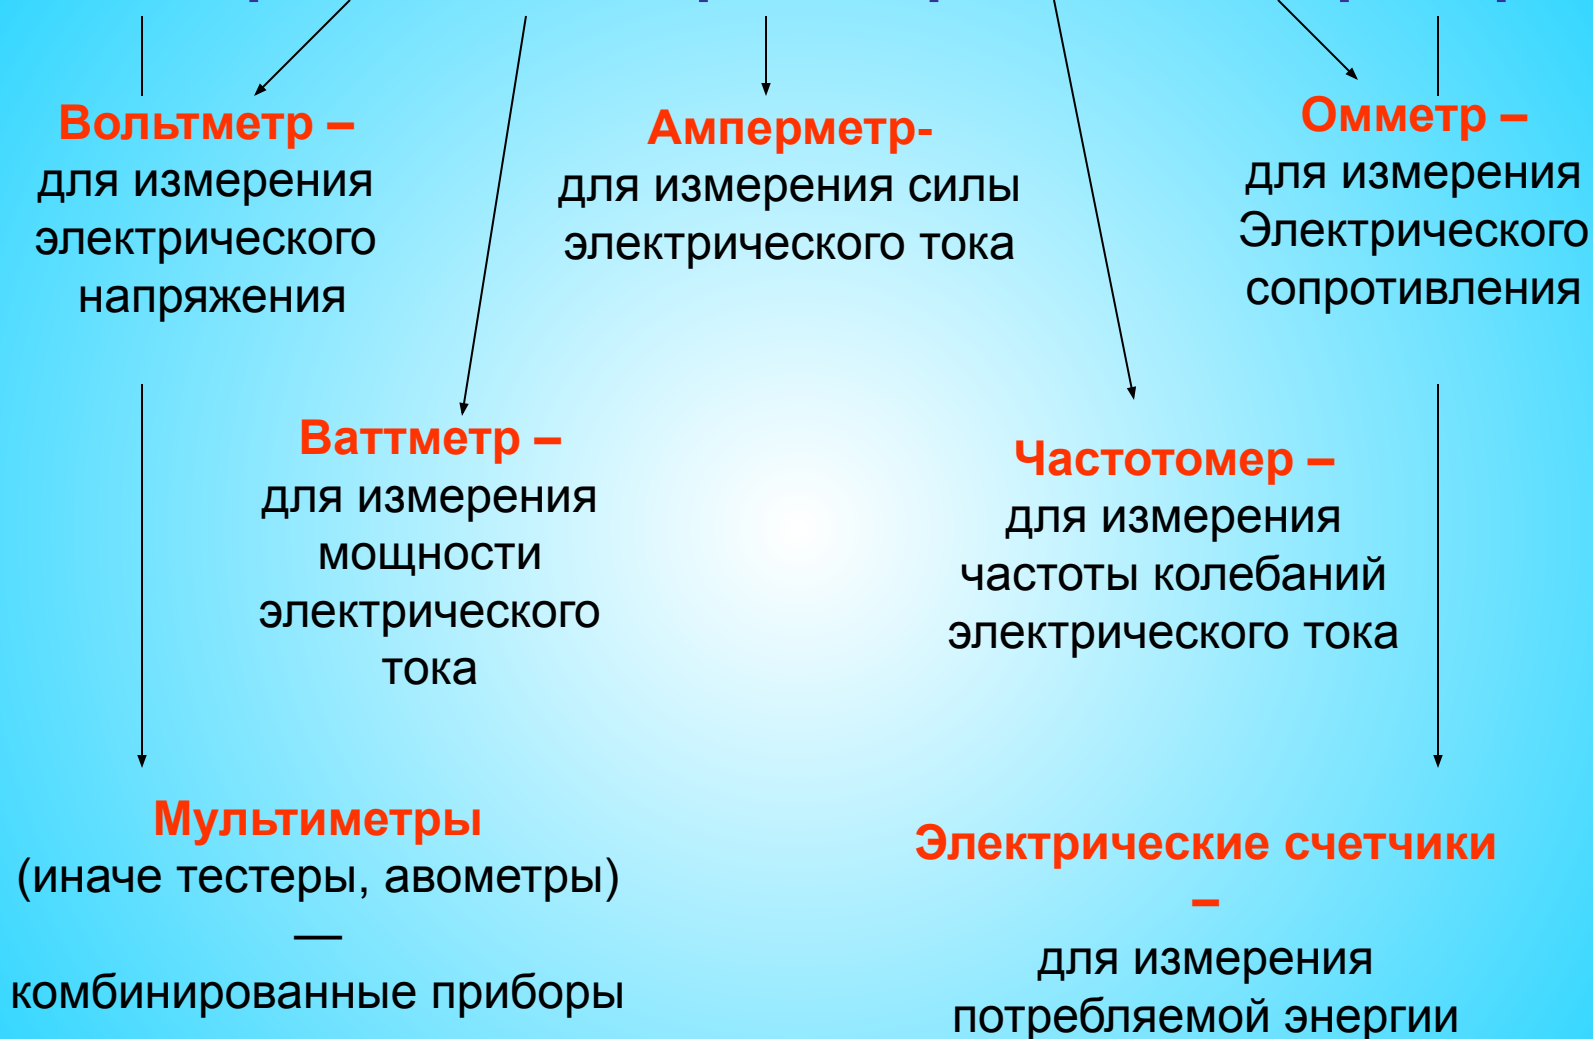 Вольтметр –
для измерения
электрического
напряжения
Амперметр-
для измерения силы
электрического тока
Омметр –
для измерения
Электрического
сопротивления
Ваттметр –
для измерения
мощности
электрического
тока
Частотомер –
для измерения
частоты колебаний
электрического тока
Мультиметры
(иначе тестеры, авометры)
—
комбинированные приборы
Электрические счетчики
–
для измерения
потребляемой энергии